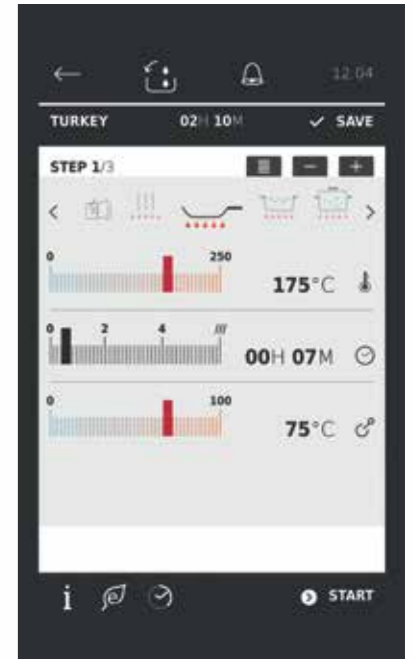 12.04
TURKEY 02H 10M SAVE
STEP 1/3
0 250
175°C
0 2 4 ///
00H 07M
0 100
75°C
i e START